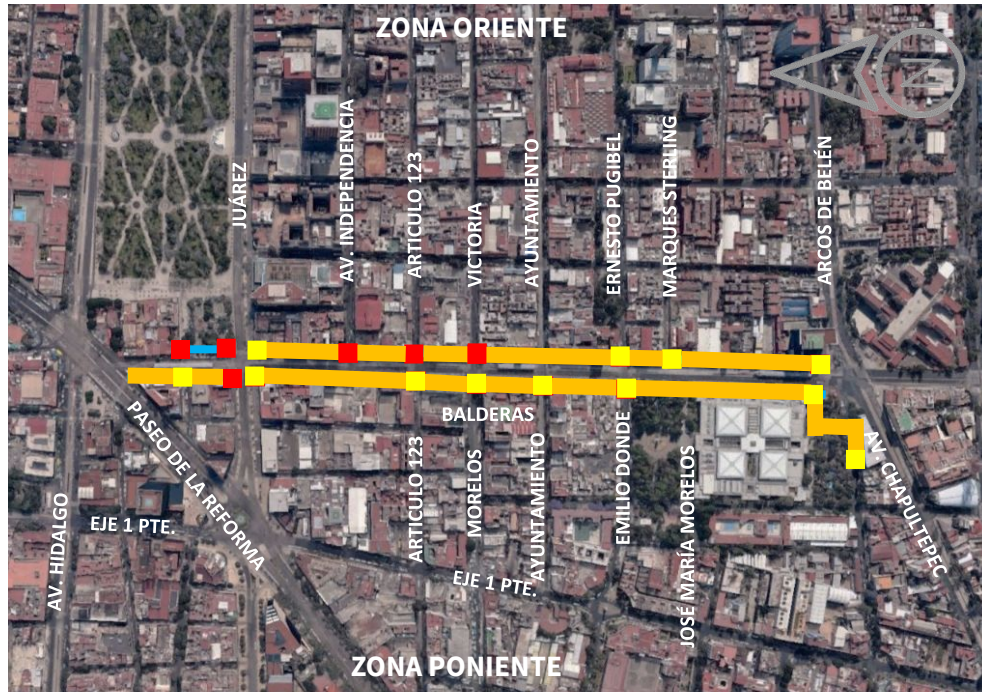 ZONA ORIENTE
N
JUÁREZ
AV. INDEPENDENCIA
ARTICULO 123
VICTORIA
AYUNTAMIENTO
ERNESTO PUGIBEL
MARQUES STERLING
ARCOS DE BELÉN
BALDERAS
PASEO DE LA REFORMA
AV. HIDALGO
EJE 1 PTE.
ARTICULO 123
MORELOS
AYUNTAMIENTO
EMILIO DONDE
JOSÉ MARÍA MORELOS
AV. CHAPULTEPEC
EJE 1 PTE.
ZONA PONIENTE